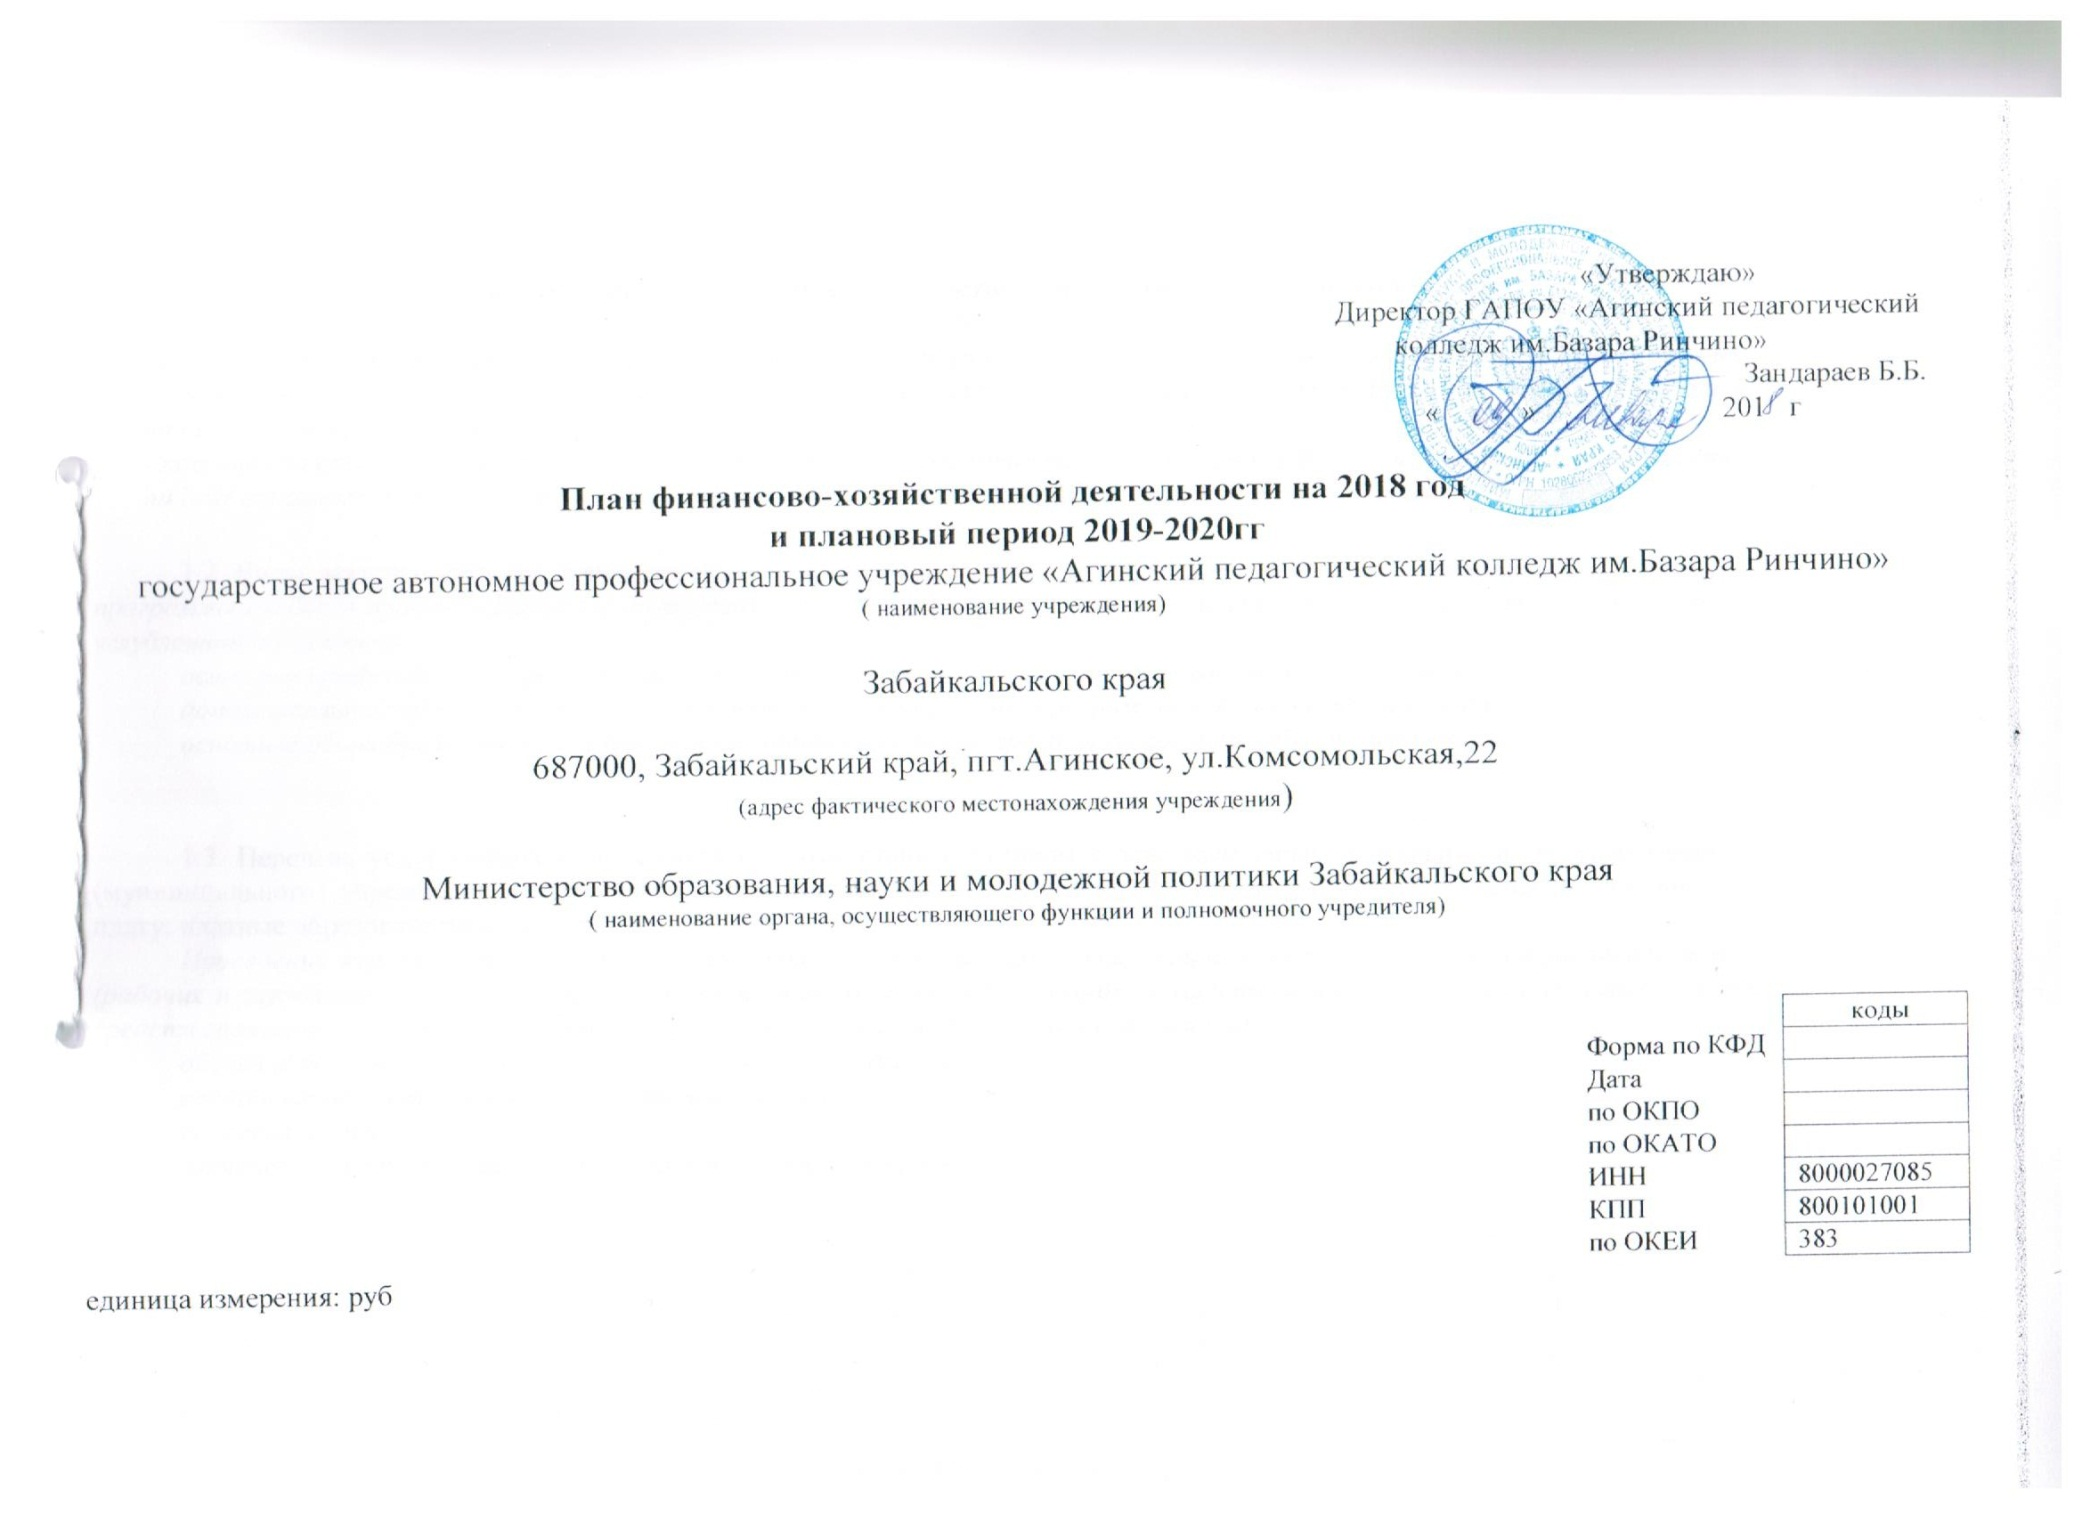 «Утверждаю»
Директор ГАПОУ «Агинский педагогический
колледж им.Базара Ринчино»
Зандараев Б.Б.
« 09 » января 2018 г
План финансово-хозяйственной деятельности на 2018 год
и плановый период 2019-2020гг
государственное автономное профессиональное учреждение «Агинский педагогический колледж им.Базара Ринчино»
( наименование учреждения)
Забайкальского края
687000, Забайкальский край, пгт.Агинское, ул.Комсомольская,22
(адрес фактического местонахождения учреждения)
Министерство образования, науки и молодежной политики Забайкальского края
( наименование органа, осуществляющего функции и полномочного учредителя)
коды
Форма по КФД
Дата
по ОКПО
по ОКАТО
ИНН 8000027085
КПП 800101001
по ОКЕИ 383
единица измерения: руб